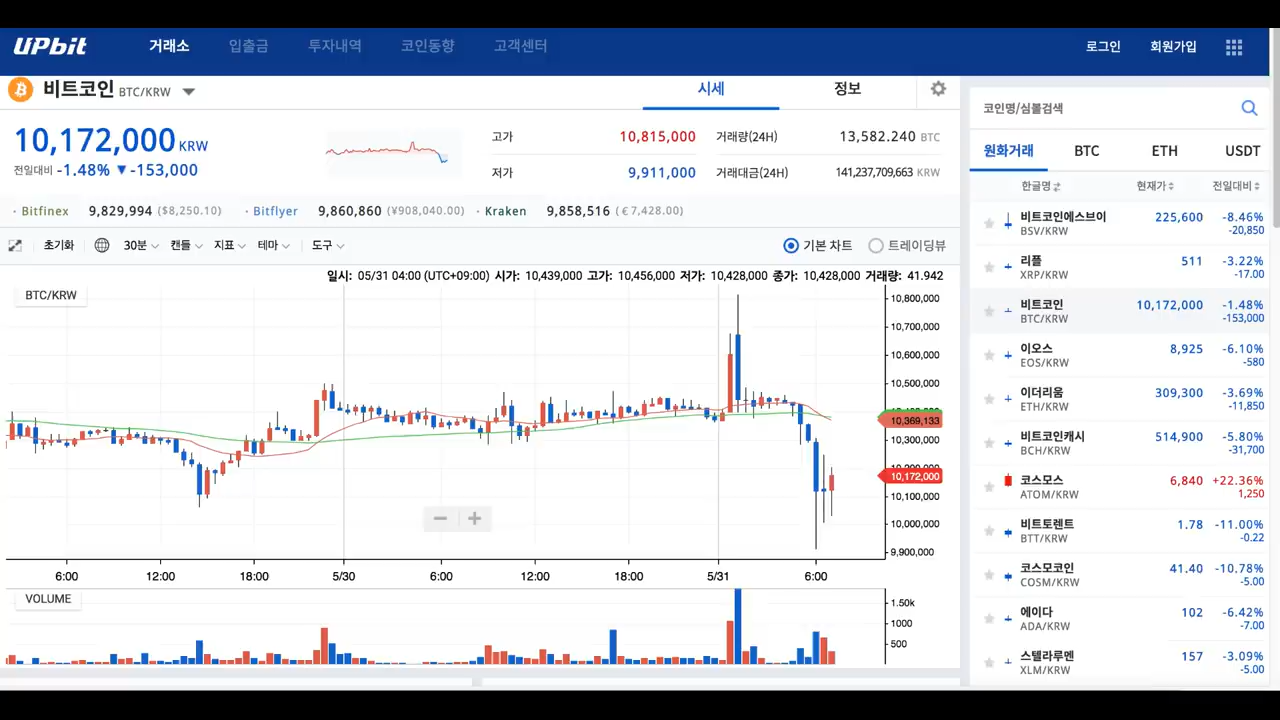 UPbit 거래소 입출금 투자내역 코인동향 고객센터 로그인 회원가입
비트코인 BTC/KRW 시세 정보
10,172,000 KRW
전일대비 -1.48% ▼-153,000
고가 10,815,000 거래량(24H) 13,582.240 BTC
저가 9,911,000 거래대금(24H) 141,237,709,663 KRW
· Bitfinex 9,829,994 ($8,250.10) · Bitflyer 9,860,860 (¥908,040.00) · Kraken 9,858,516 (€7,428.00)
초기화 30분 캔들 지표 테마 도구 기본 차트 트레이딩뷰
일시: 05/31 04:00 (UTC+09:00) 시가: 10,439,000 고가: 10,456,000 저가: 10,428,000 종가: 10,428,000 거래량: 41.942
BTC/KRW
10,800,000
10,700,000
10,600,000
10,500,000
10,369,133
10,300,000
10,200,000
10,172,000
10,100,000
10,000,000
9,900,000
6:00 12:00 18:00 5/30 6:00 12:00 18:00 5/31 6:00
VOLUME
1.50k
1000
500
코인명/심볼검색
원화거래 BTC ETH USDT
한글명 현재가 전일대비
비트코인에스브이 225,600 -8.46%
BSV/KRW -20,850
리플 511 -3.22%
XRP/KRW -17.00
비트코인 10,172,000 -1.48%
BTC/KRW -153,000
이오스 8,925 -6.10%
EOS/KRW -580
이더리움 309,300 -3.69%
ETH/KRW -11,850
비트코인캐시 514,900 -5.80%
BCH/KRW -31,700
코스모스 6,840 +22.36%
ATOM/KRW 1,250
비트토렌트 1.78 -11.00%
BTT/KRW -0.22
코스모코인 41.40 -10.78%
COSM/KRW -5.00
에이다 102 -6.42%
ADA/KRW -7.00
스텔라루멘 157 -3.09%
XLM/KRW -5.00